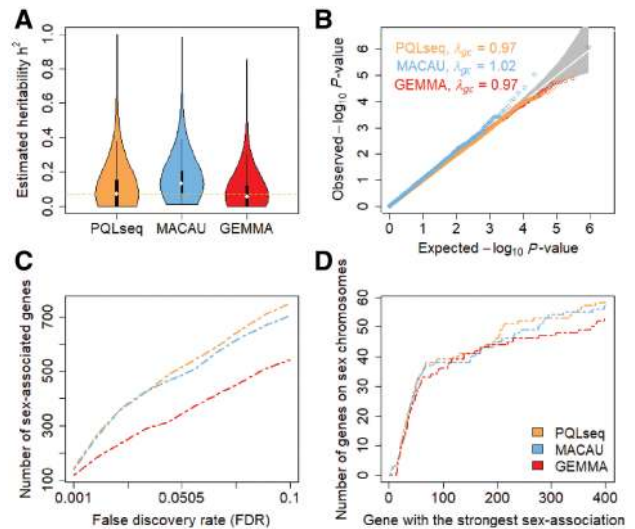 A
Estimated heritability h²
1.0
0.8
0.6
0.4
0.2
0.0
PQLseq MACAU GEMMA
B
PQLseq, λgc = 0.97
MACAU, λgc = 1.02
GEMMA, λgc = 0.97
Observed −log10 P-value
6
5
4
3
2
1
0
0 1 2 3 4 5 6
Expected −log10 P-value
C
Number of sex-associated genes
700
500
300
100
0.001 0.0505 0.1
False discovery rate (FDR)
D
Number of genes on sex chromosomes
60
50
40
30
20
10
0
PQLseq
MACAU
GEMMA
0 100 200 300 400
Gene with the strongest sex-association